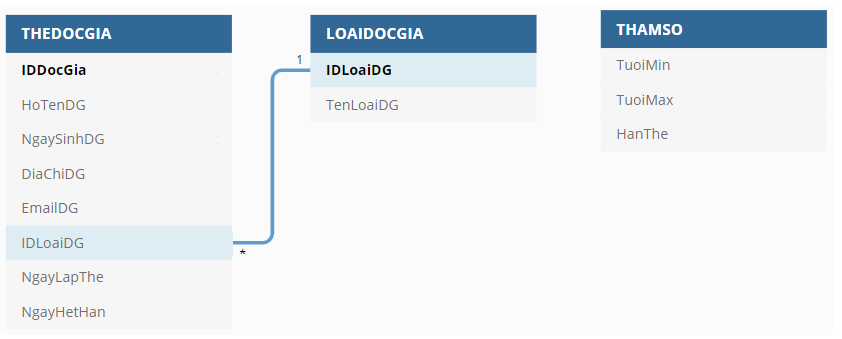 THEDOCGIA
IDDocGia
HoTenDG
NgaySinhDG
DiaChiDG
EmailDG
IDLoaiDG
NgayLapThe
NgayHetHan
1
*
LOAIDOCGIA
IDLoaiDG
TenLoaiDG
THAMSO
TuoiMin
TuoiMax
HanThe